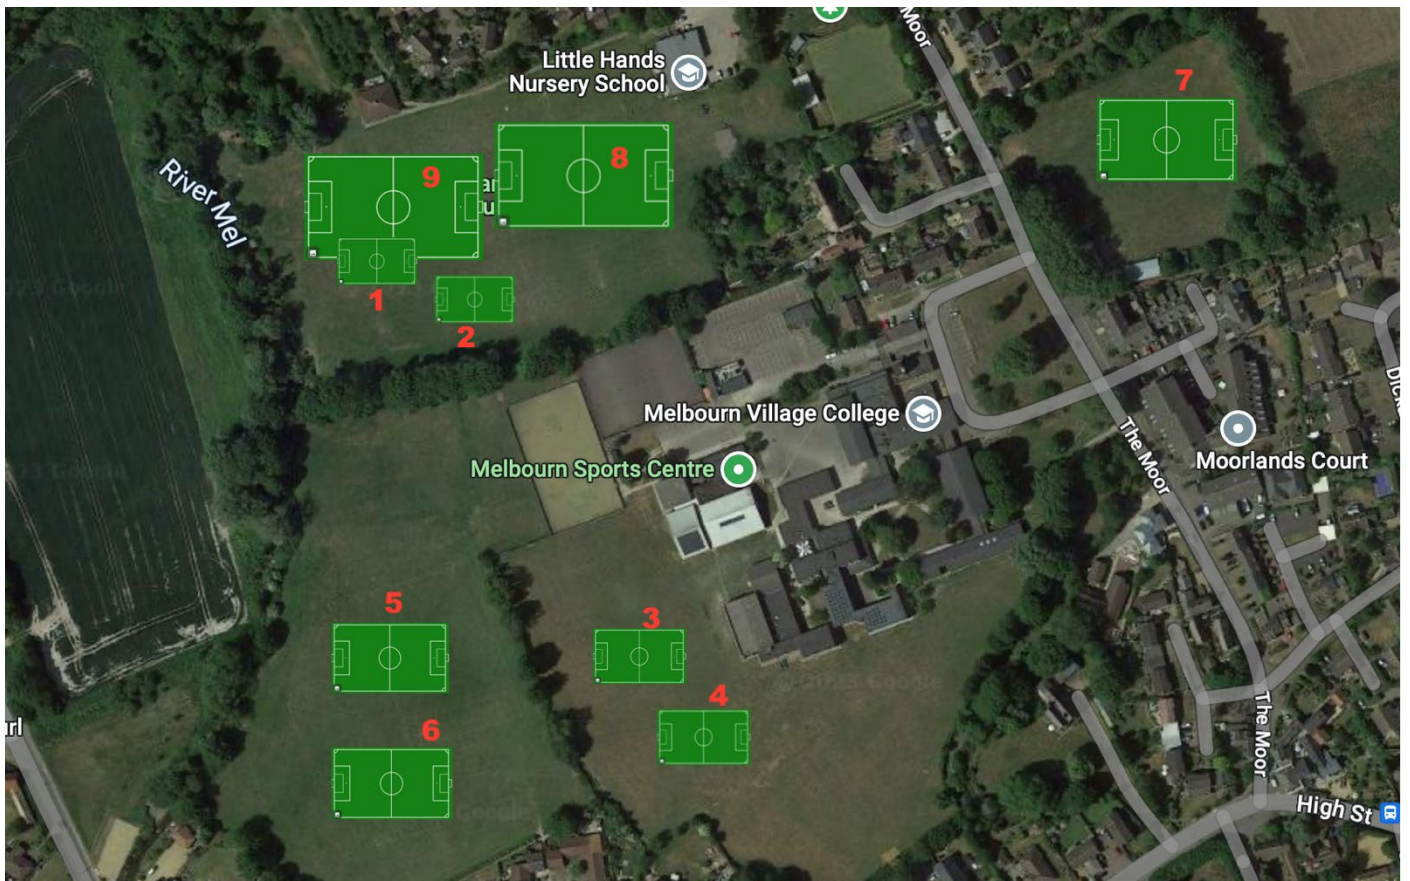 Moor
Little Hands
Nursery School
7
8
9
River Mel
1
2
Melbourn Village College
Melbourn Sports Centre
The Moor
Moorlands Court
5
3
4
6
The Moor
High St